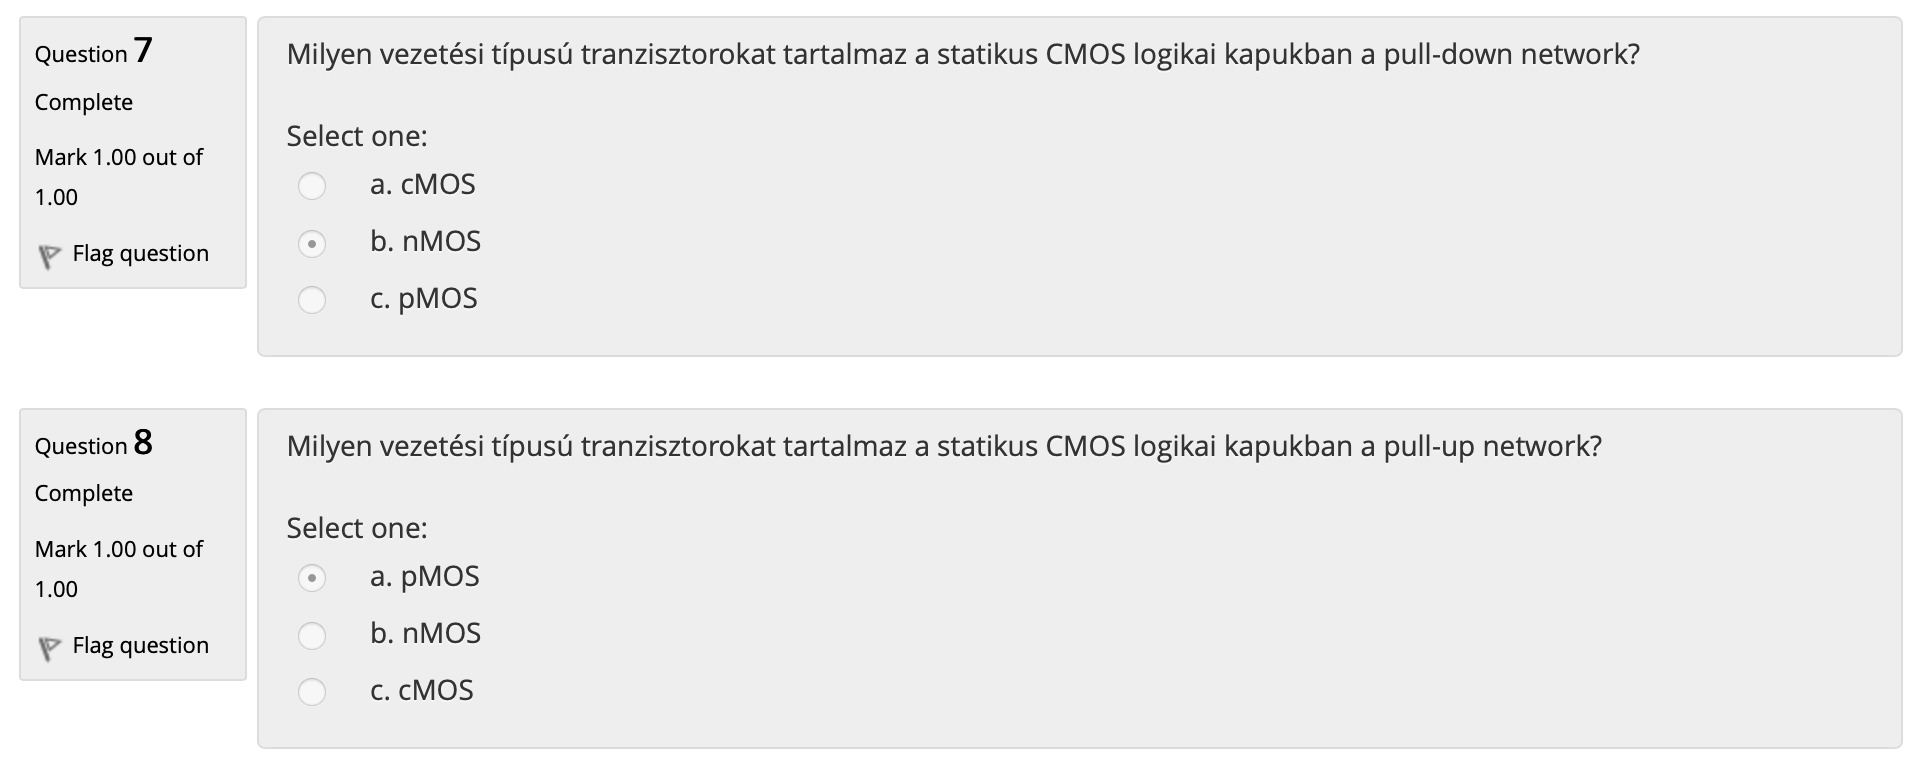 Question 7
Complete
Mark 1.00 out of
1.00
Flag question
Milyen vezetési típusú tranzisztorokat tartalmaz a statikus CMOS logikai kapukban a pull-down network?
Select one:
a. cMOS
b. nMOS
c. pMOS
Question 8
Complete
Mark 1.00 out of
1.00
Flag question
Milyen vezetési típusú tranzisztorokat tartalmaz a statikus CMOS logikai kapukban a pull-up network?
Select one:
a. pMOS
b. nMOS
c. cMOS